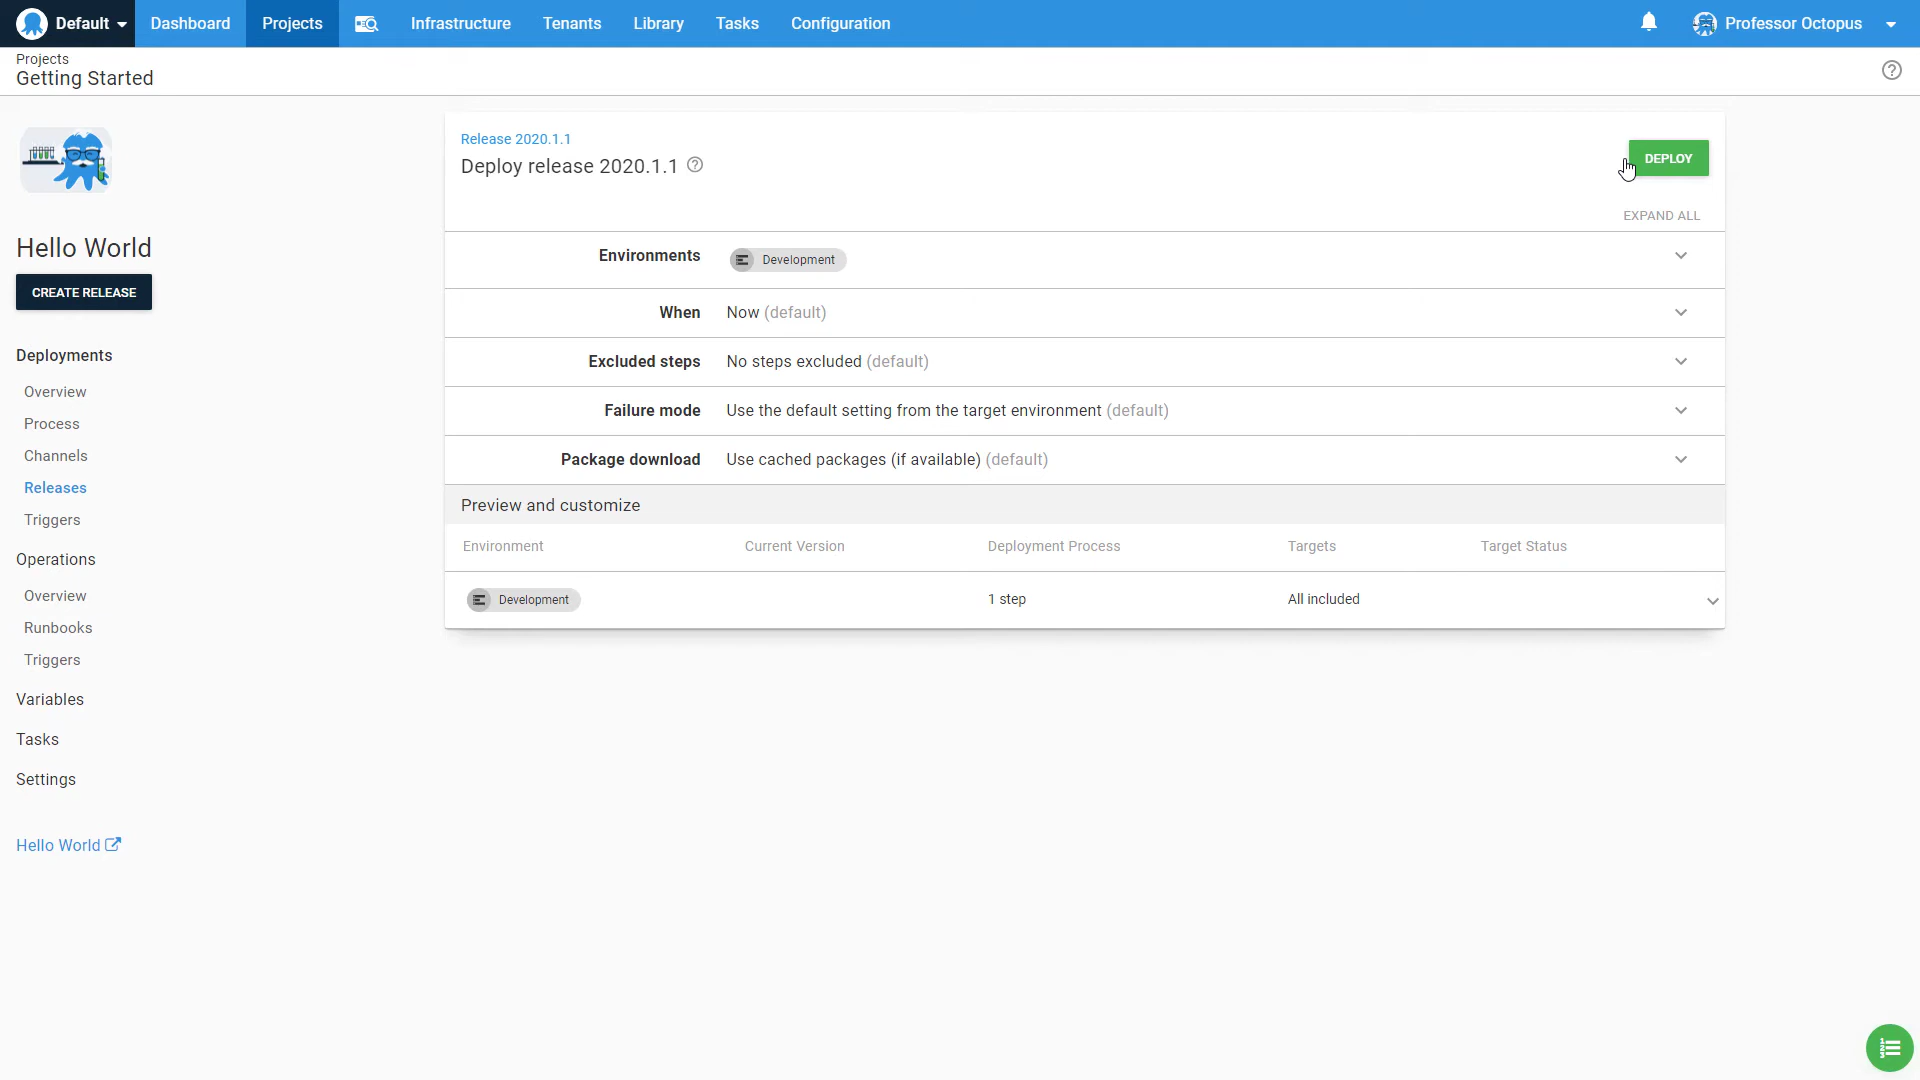 Default Dashboard Projects Infrastructure Tenants Library Tasks Configuration Professor Octopus
Projects
Getting Started
Hello World
CREATE RELEASE
Deployments
Overview
Process
Channels
Releases
Triggers
Operations
Overview
Runbooks
Triggers
Variables
Tasks
Settings
Hello World
Release 2020.1.1
Deploy release 2020.1.1
DEPLOY
EXPAND ALL
Environments Development
When Now (default)
Excluded steps No steps excluded (default)
Failure mode Use the default setting from the target environment (default)
Package download Use cached packages (if available) (default)
Preview and customize
Environment Current Version Deployment Process Targets Target Status
Development 1 step All included